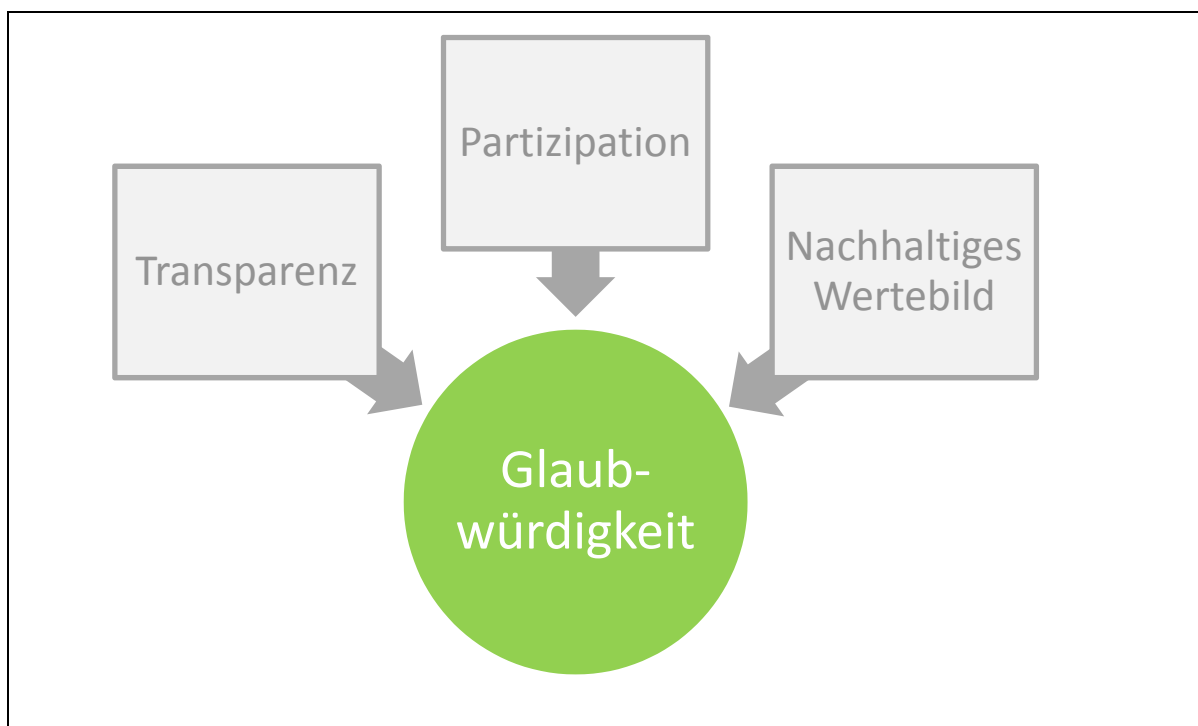 Partizipation
Transparenz
Nachhaltiges
Wertebild
Glaub-
würdigkeit